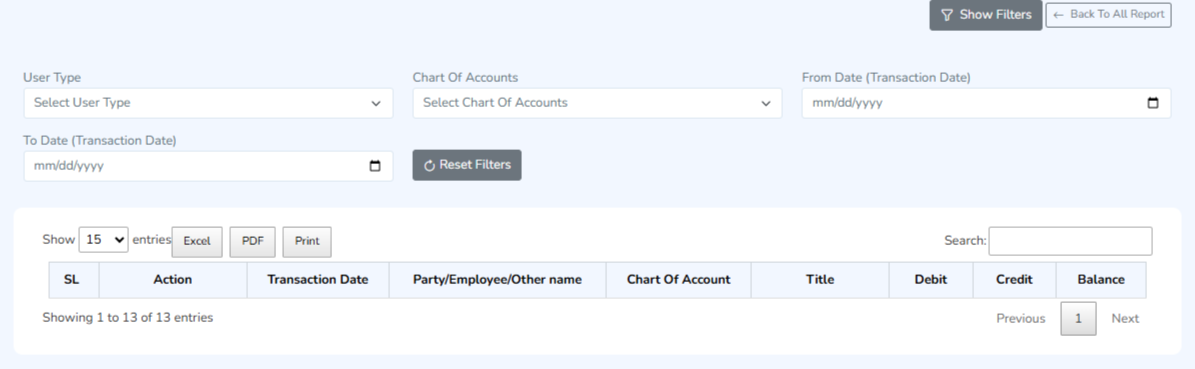 Show Filters
← Back To All Report
User Type
Chart Of Accounts
From Date (Transaction Date)
Select User Type
Select Chart Of Accounts
mm/dd/yyyy
To Date (Transaction Date)
mm/dd/yyyy
Reset Filters
Show 15 entries Excel PDF Print Search:
SL Action Transaction Date Party/Employee/Other name Chart Of Account Title Debit Credit Balance
Showing 1 to 13 of 13 entries
Previous 1 Next